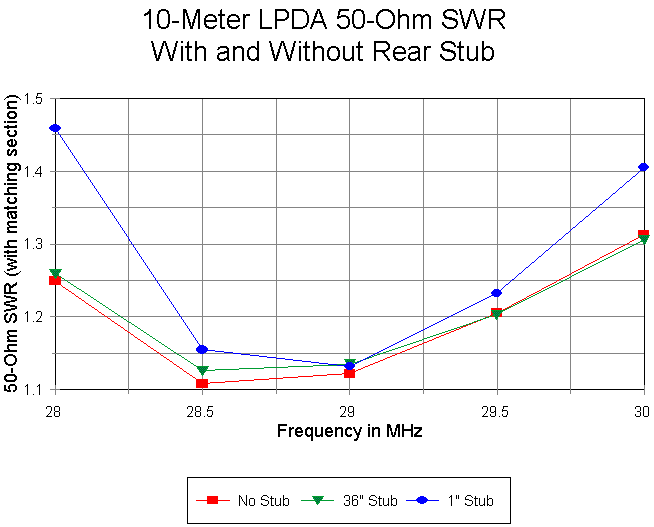 10-Meter LPDA 50-Ohm SWR
With and Without Rear Stub
50-Ohm SWR (with matching section)
1.5
1.4
1.3
1.2
1.1
28 28.5 29 29.5 30
Frequency in MHz
No Stub 36" Stub 1" Stub